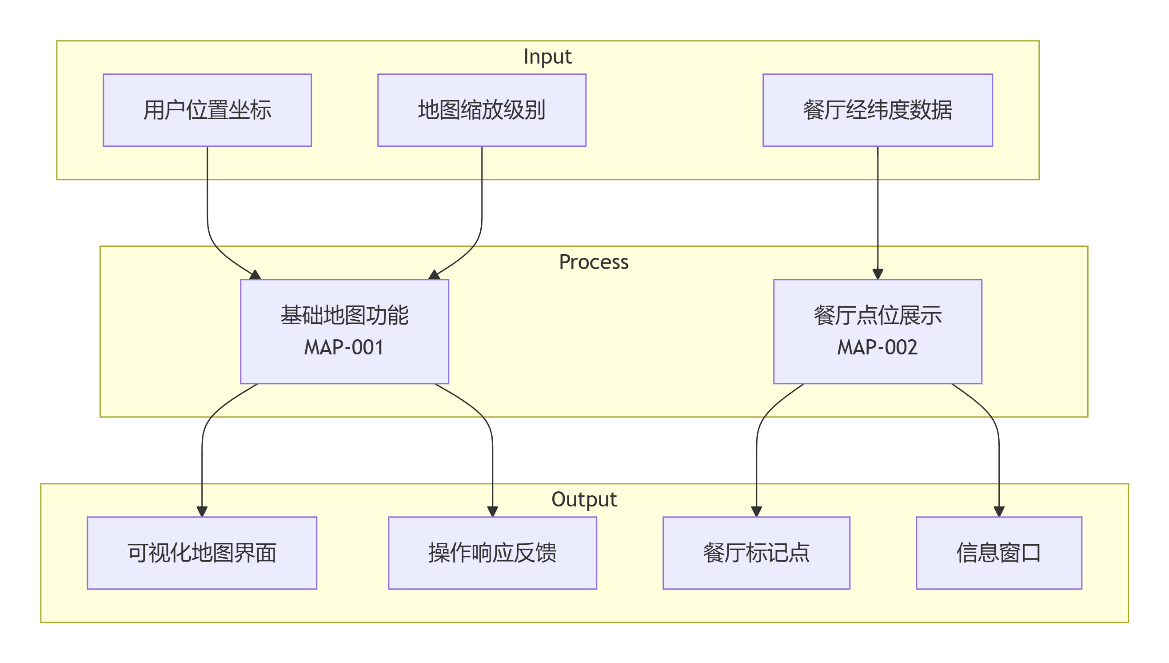 Input
用户位置坐标
地图缩放级别
餐厅经纬度数据
Process
基础地图功能
MAP-001
餐厅点位展示
MAP-002
Output
可视化地图界面
操作响应反馈
餐厅标记点
信息窗口